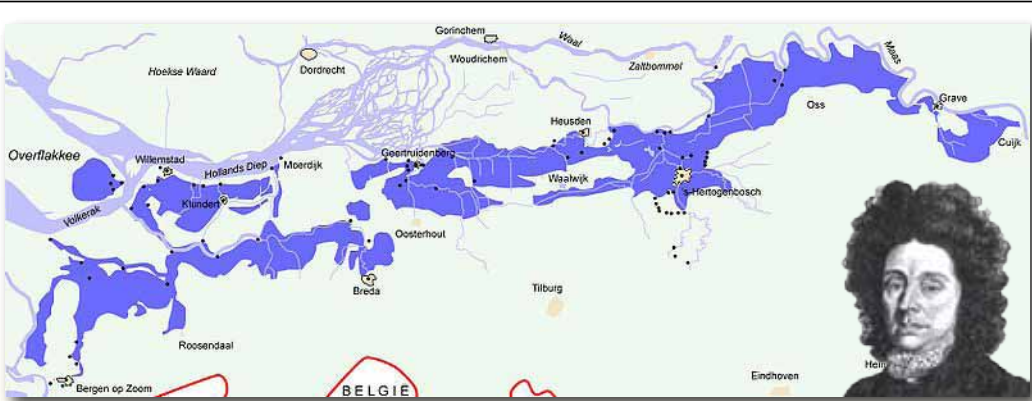 Gorinchem
Waal
Woudrichem
Maas
Hoekse Waard
Dordrecht
Zaltbommel
Grave
Oss
Heusden
Overflakkee
Willemstad
Hollands Diep
Moerdijk
Geertruidenberg
Cuijk
Waalwijk
Klundert
's-Hertogenbosch
Volkerak
Oosterhout
Breda
Tilburg
Roosendaal
Bergen op Zoom
BELGIË
Eindhoven